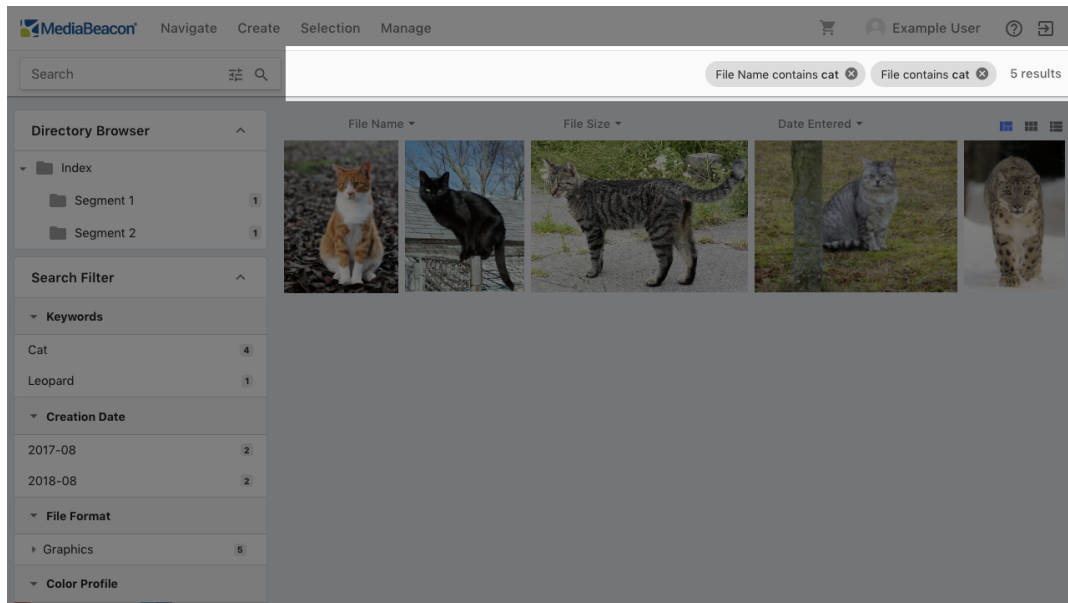 MediaBeacon® Navigate Create Selection Manage Example User
Search
File Name contains cat File contains cat 5 results
Directory Browser
File Name File Size Date Entered
Index
Segment 1 1
Segment 2 1
Search Filter
Keywords
Cat 4
Leopard 1
Creation Date
2017-08 2
2018-08 2
File Format
Graphics 5
Color Profile